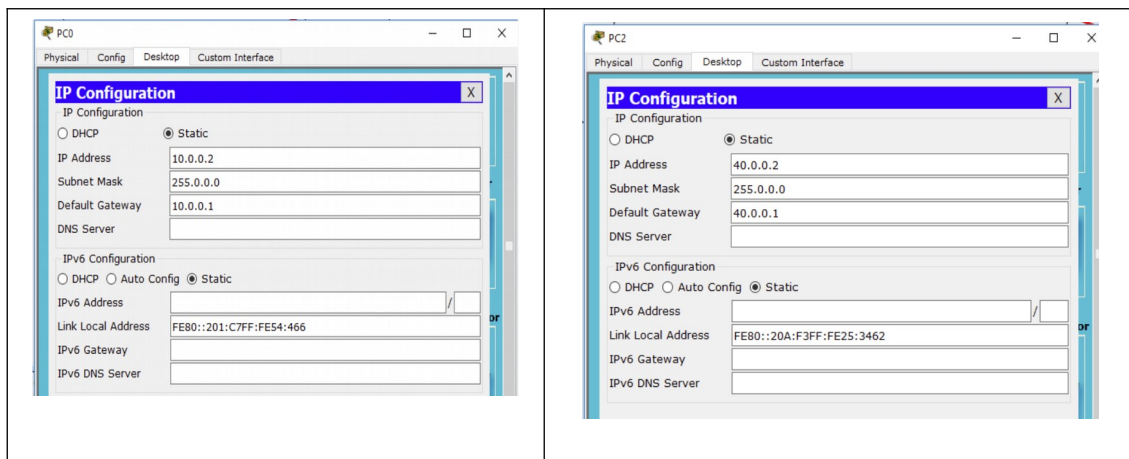 PC0
Physical Config Desktop Custom Interface
IP Configuration X
IP Configuration
DHCP Static
IP Address 10.0.0.2
Subnet Mask 255.0.0.0
Default Gateway 10.0.0.1
DNS Server
IPv6 Configuration
DHCP Auto Config Static
IPv6 Address /
Link Local Address FE80::201:C7FF:FE54:466
IPv6 Gateway
IPv6 DNS Server
or
PC2
Physical Config Desktop Custom Interface
IP Configuration X
IP Configuration
DHCP Static
IP Address 40.0.0.2
Subnet Mask 255.0.0.0
Default Gateway 40.0.0.1
DNS Server
IPv6 Configuration
DHCP Auto Config Static
IPv6 Address /
Link Local Address FE80::20A:F3FF:FE25:3462
IPv6 Gateway
IPv6 DNS Server
or